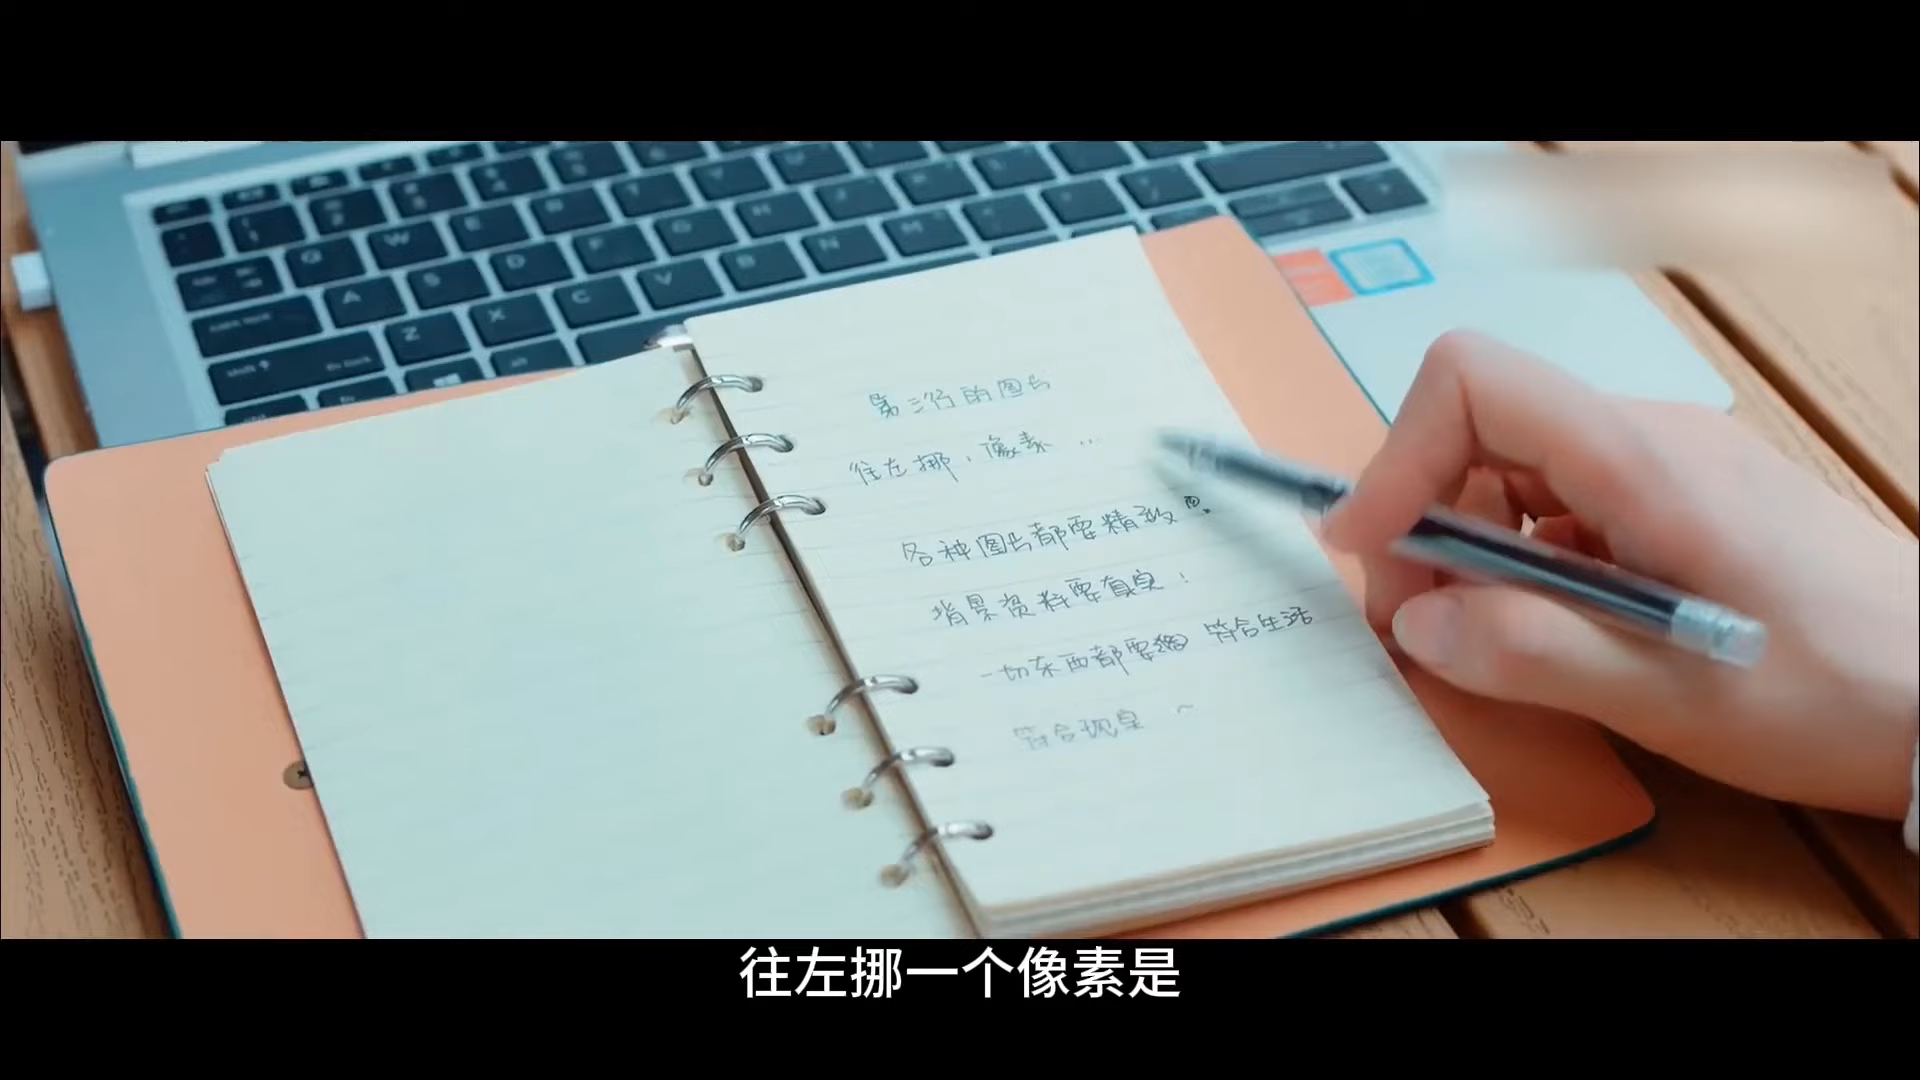 第三行的图片
往左挪1像素 ...
各种图片都要精致
背景资料要真实!
一切东西都要 符合生活
符合现实 ~
往左挪一个像素是